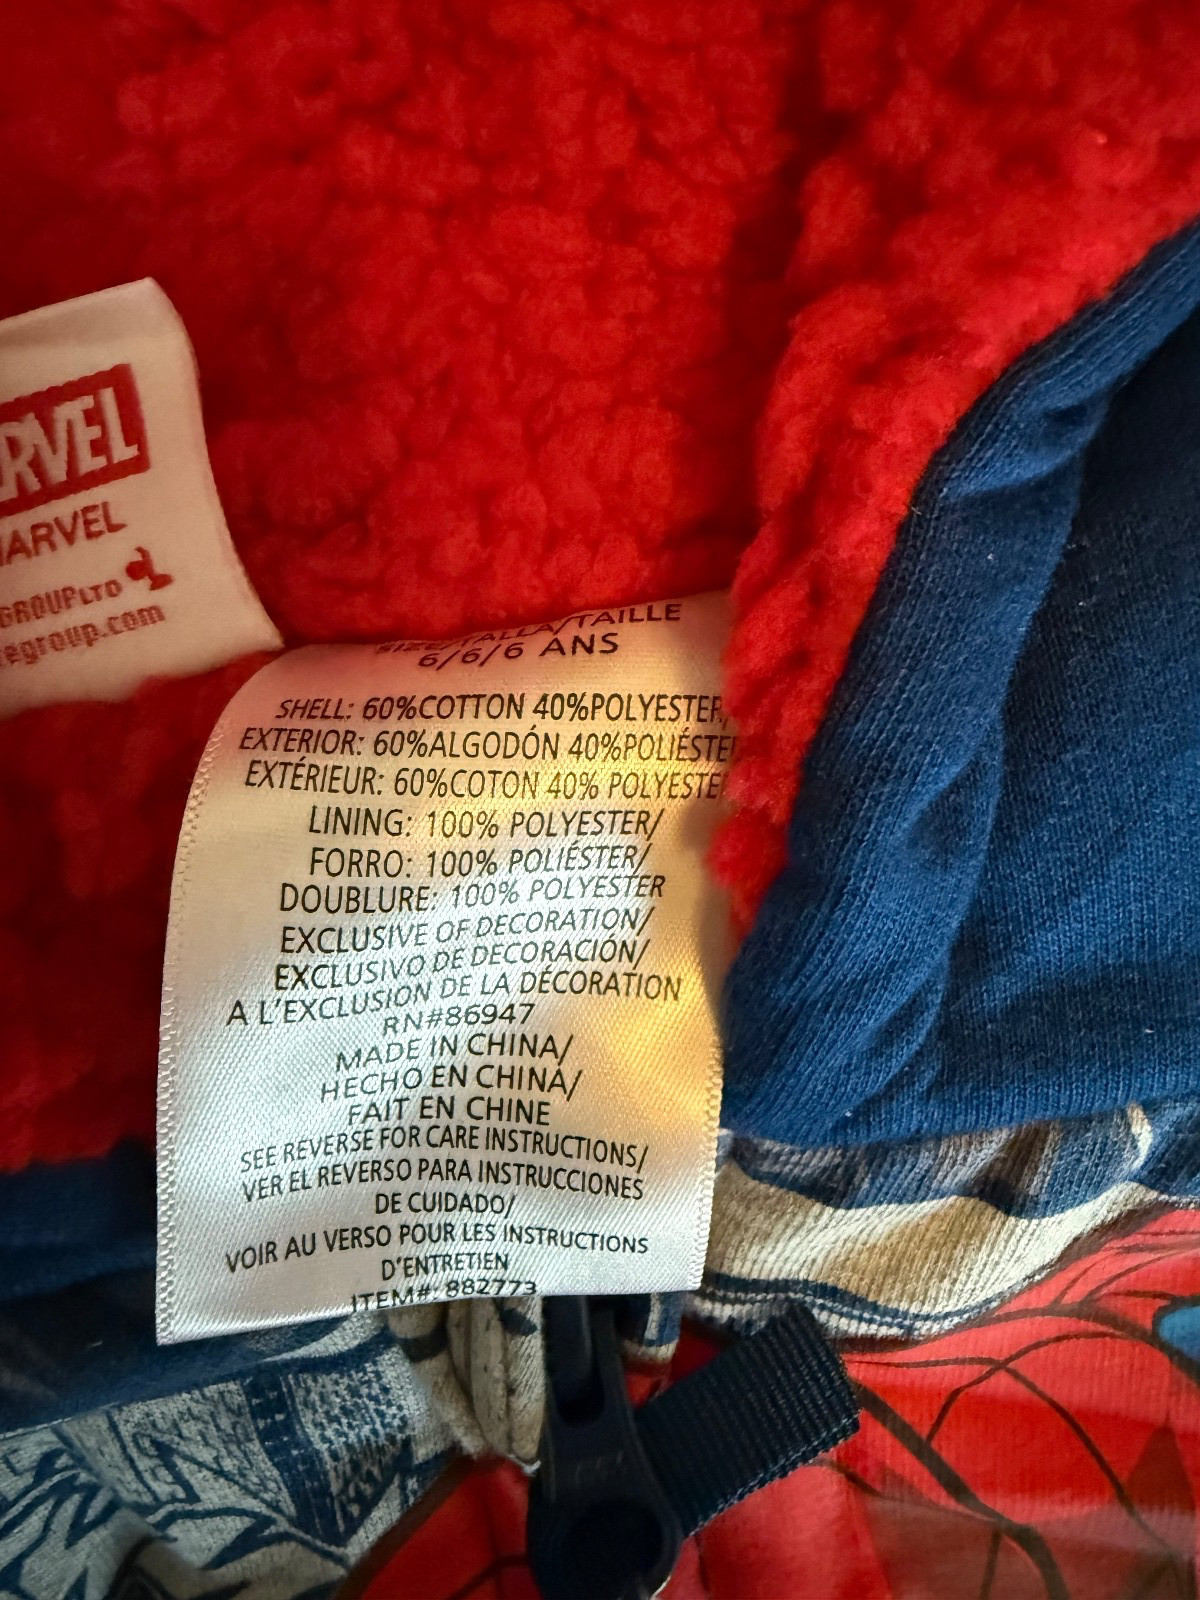 RVEL
MARVEL
GROUP LTD
egroup.com
SIZE/TALLA/TAILLE
6/6/6 ANS
SHELL: 60%COTTON 40%POLYESTER/
EXTERIOR: 60%ALGODÓN 40%POLIÉSTE
EXTÉRIEUR: 60%COTON 40% POLYESTE
LINING: 100% POLYESTER/
FORRO: 100% POLIÉSTER/
DOUBLURE: 100% POLYESTER
EXCLUSIVE OF DECORATION/
EXCLUSIVO DE DECORACIÓN/
A L'EXCLUSION DE LA DÉCORATION
RN#86947
MADE IN CHINA/
HECHO EN CHINA/
FAIT EN CHINE
SEE REVERSE FOR CARE INSTRUCTIONS/
VER EL REVERSO PARA INSTRUCCIONES
DE CUIDADO/
VOIR AU VERSO POUR LES INSTRUCTIONS
D'ENTRETIEN
ITEM#: 882773